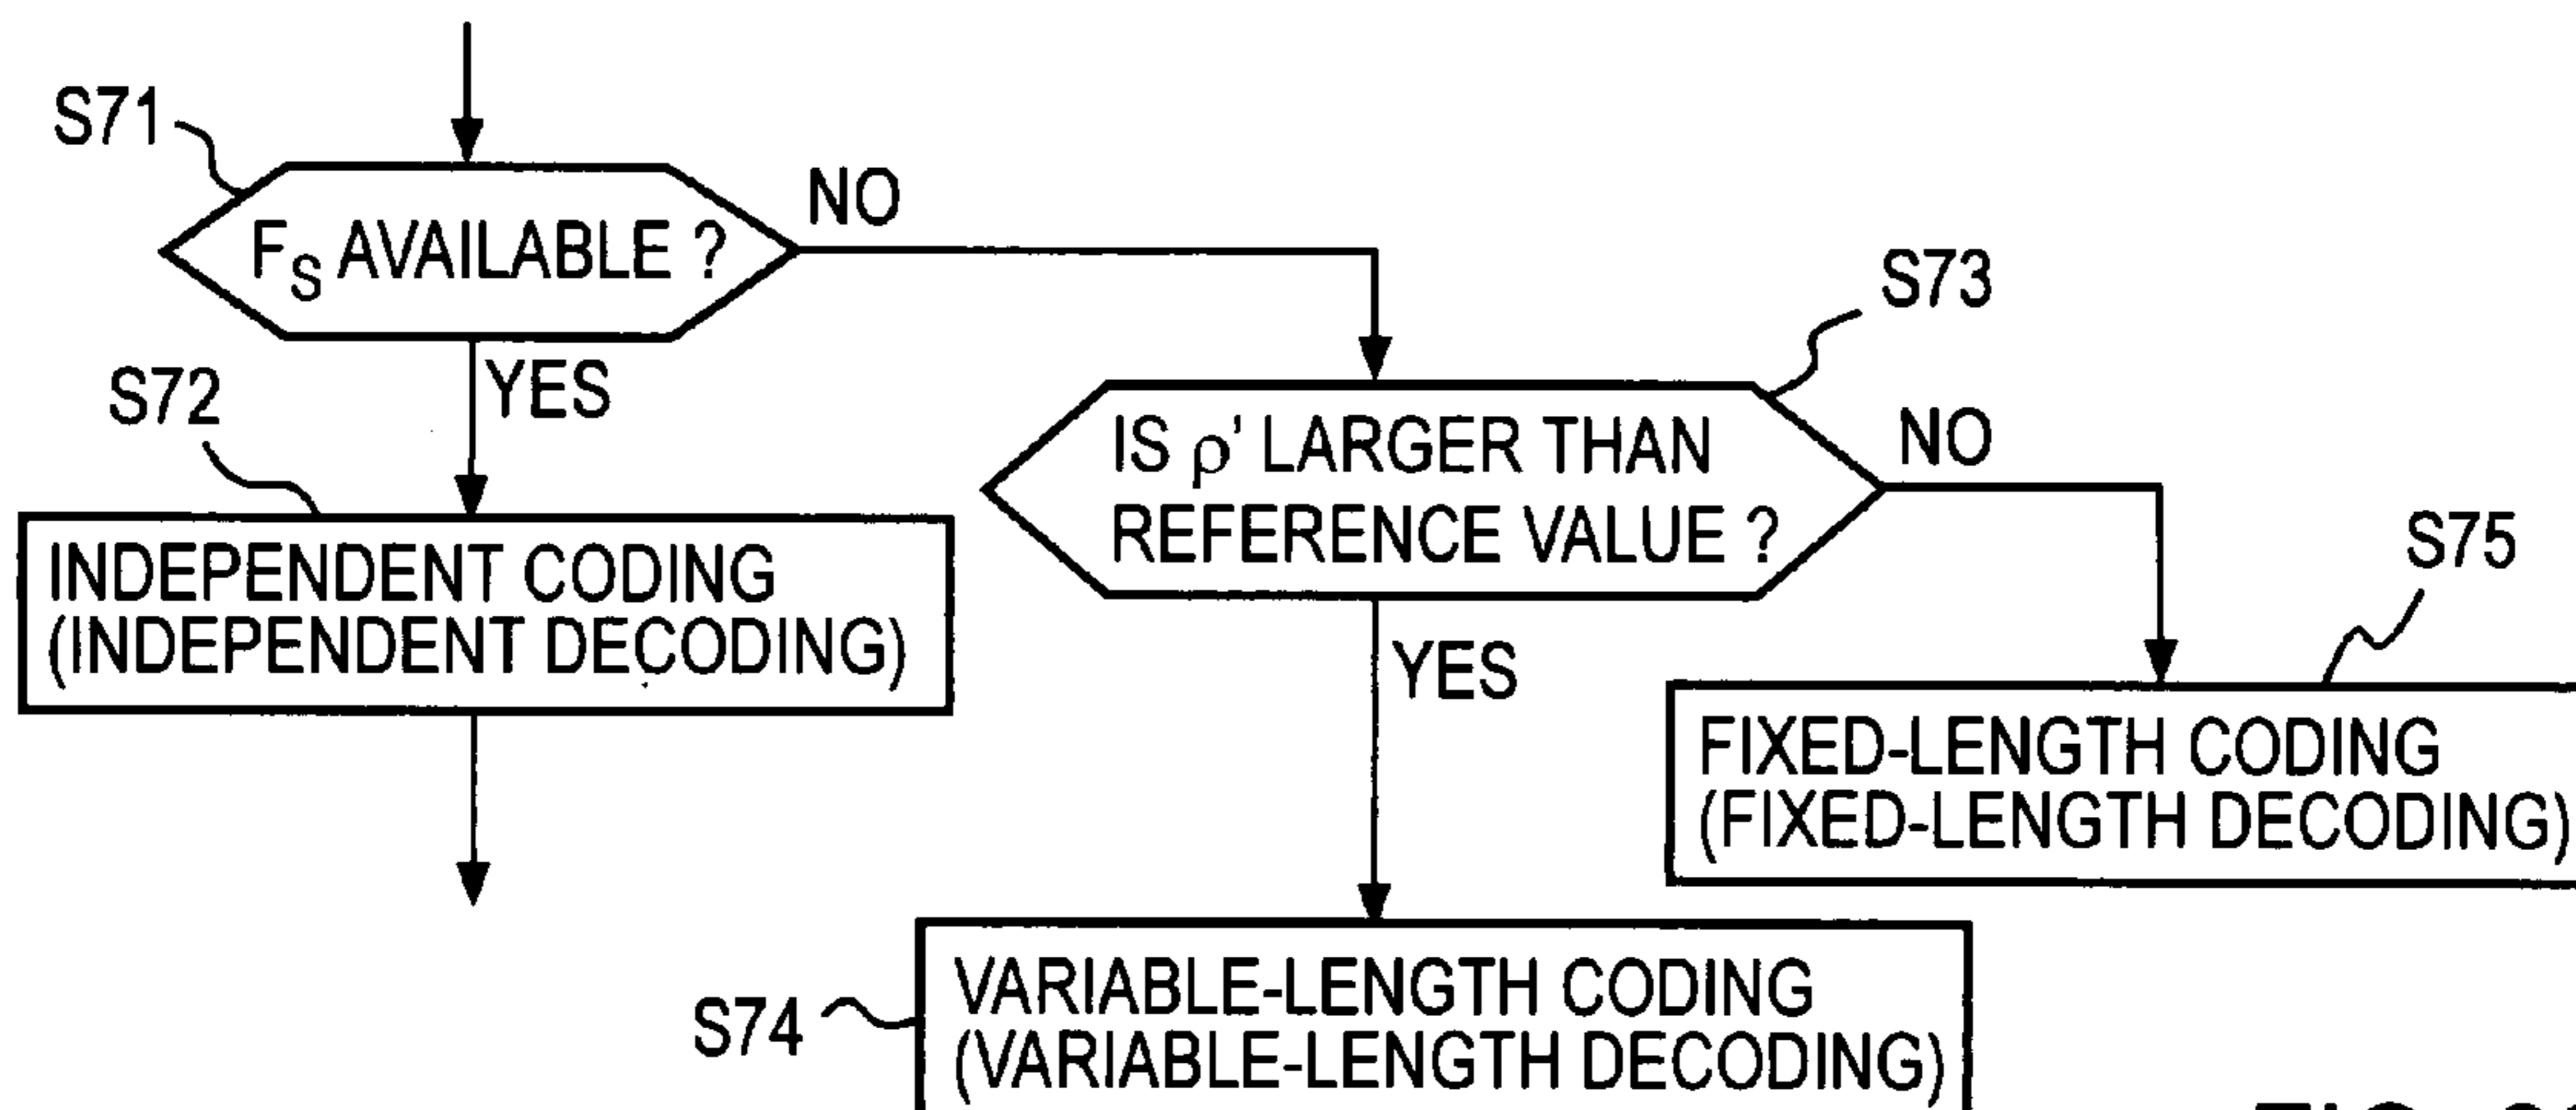 S71
F_S AVAILABLE ?
NO
YES
S72
INDEPENDENT CODING
(INDEPENDENT DECODING)
S73
IS ρ' LARGER THAN
REFERENCE VALUE ?
NO
YES
S75
FIXED-LENGTH CODING
(FIXED-LENGTH DECODING)
S74
VARIABLE-LENGTH CODING
(VARIABLE-LENGTH DECODING)